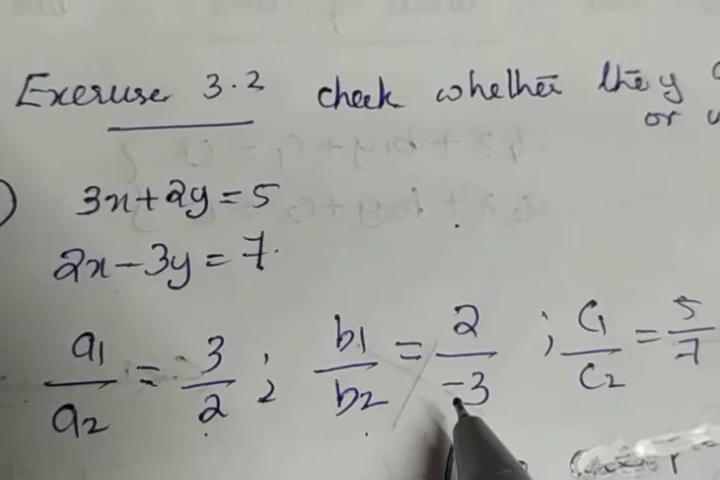 Exercise 3.2 check whether they
or
3x+2y=5
2x-3y=7.
a1/a2 = 3/2 ; b1/b2 = 2/-3 ; C1/C2 = 5/7